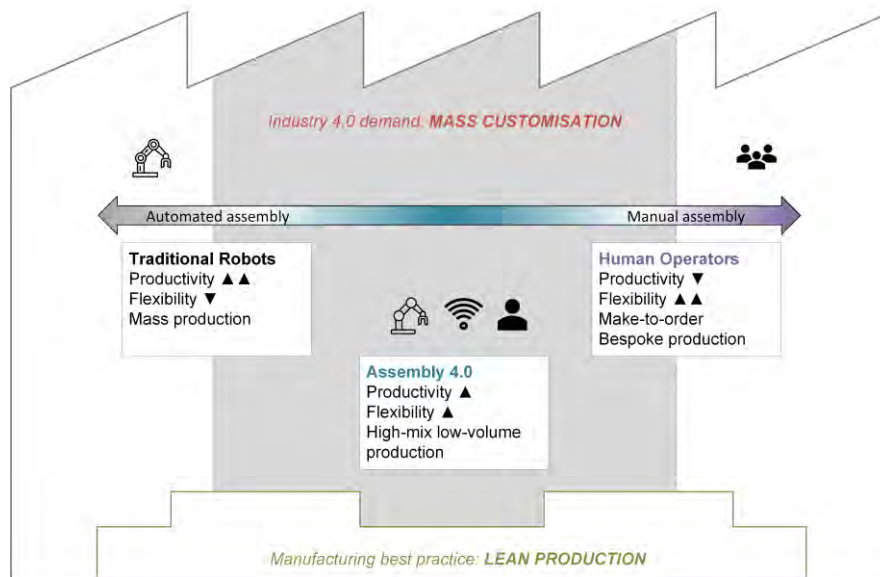 Industry 4.0 demand: MASS CUSTOMISATION
Automated assembly
Manual assembly
Traditional Robots
Productivity ▲▲
Flexibility ▼
Mass production
Human Operators
Productivity ▼
Flexibility ▲▲
Make-to-order
Bespoke production
Assembly 4.0
Productivity ▲
Flexibility ▲
High-mix low-volume
production
Manufacturing best practice: LEAN PRODUCTION